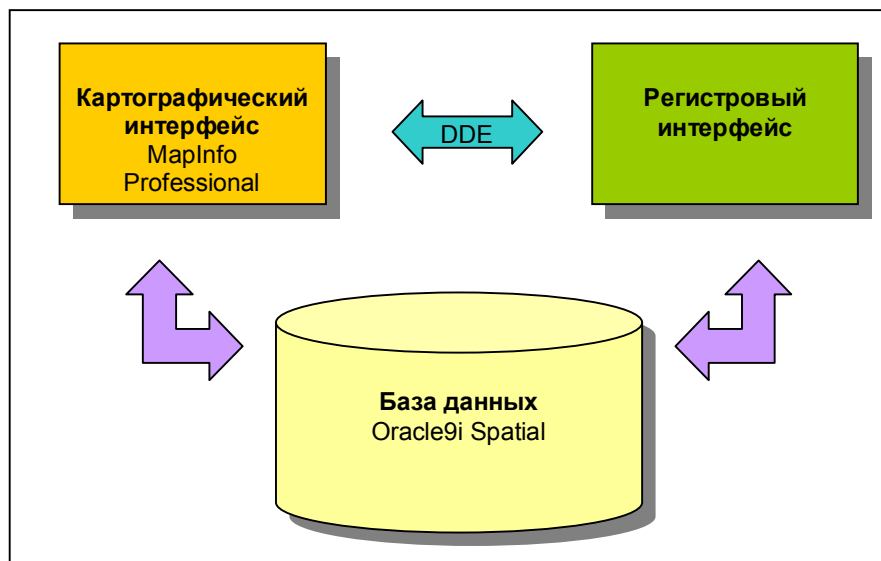 Картографический
интерфейс
MapInfo
Professional
DDE
Регистровый
интерфейс
База данных
Oracle9i Spatial